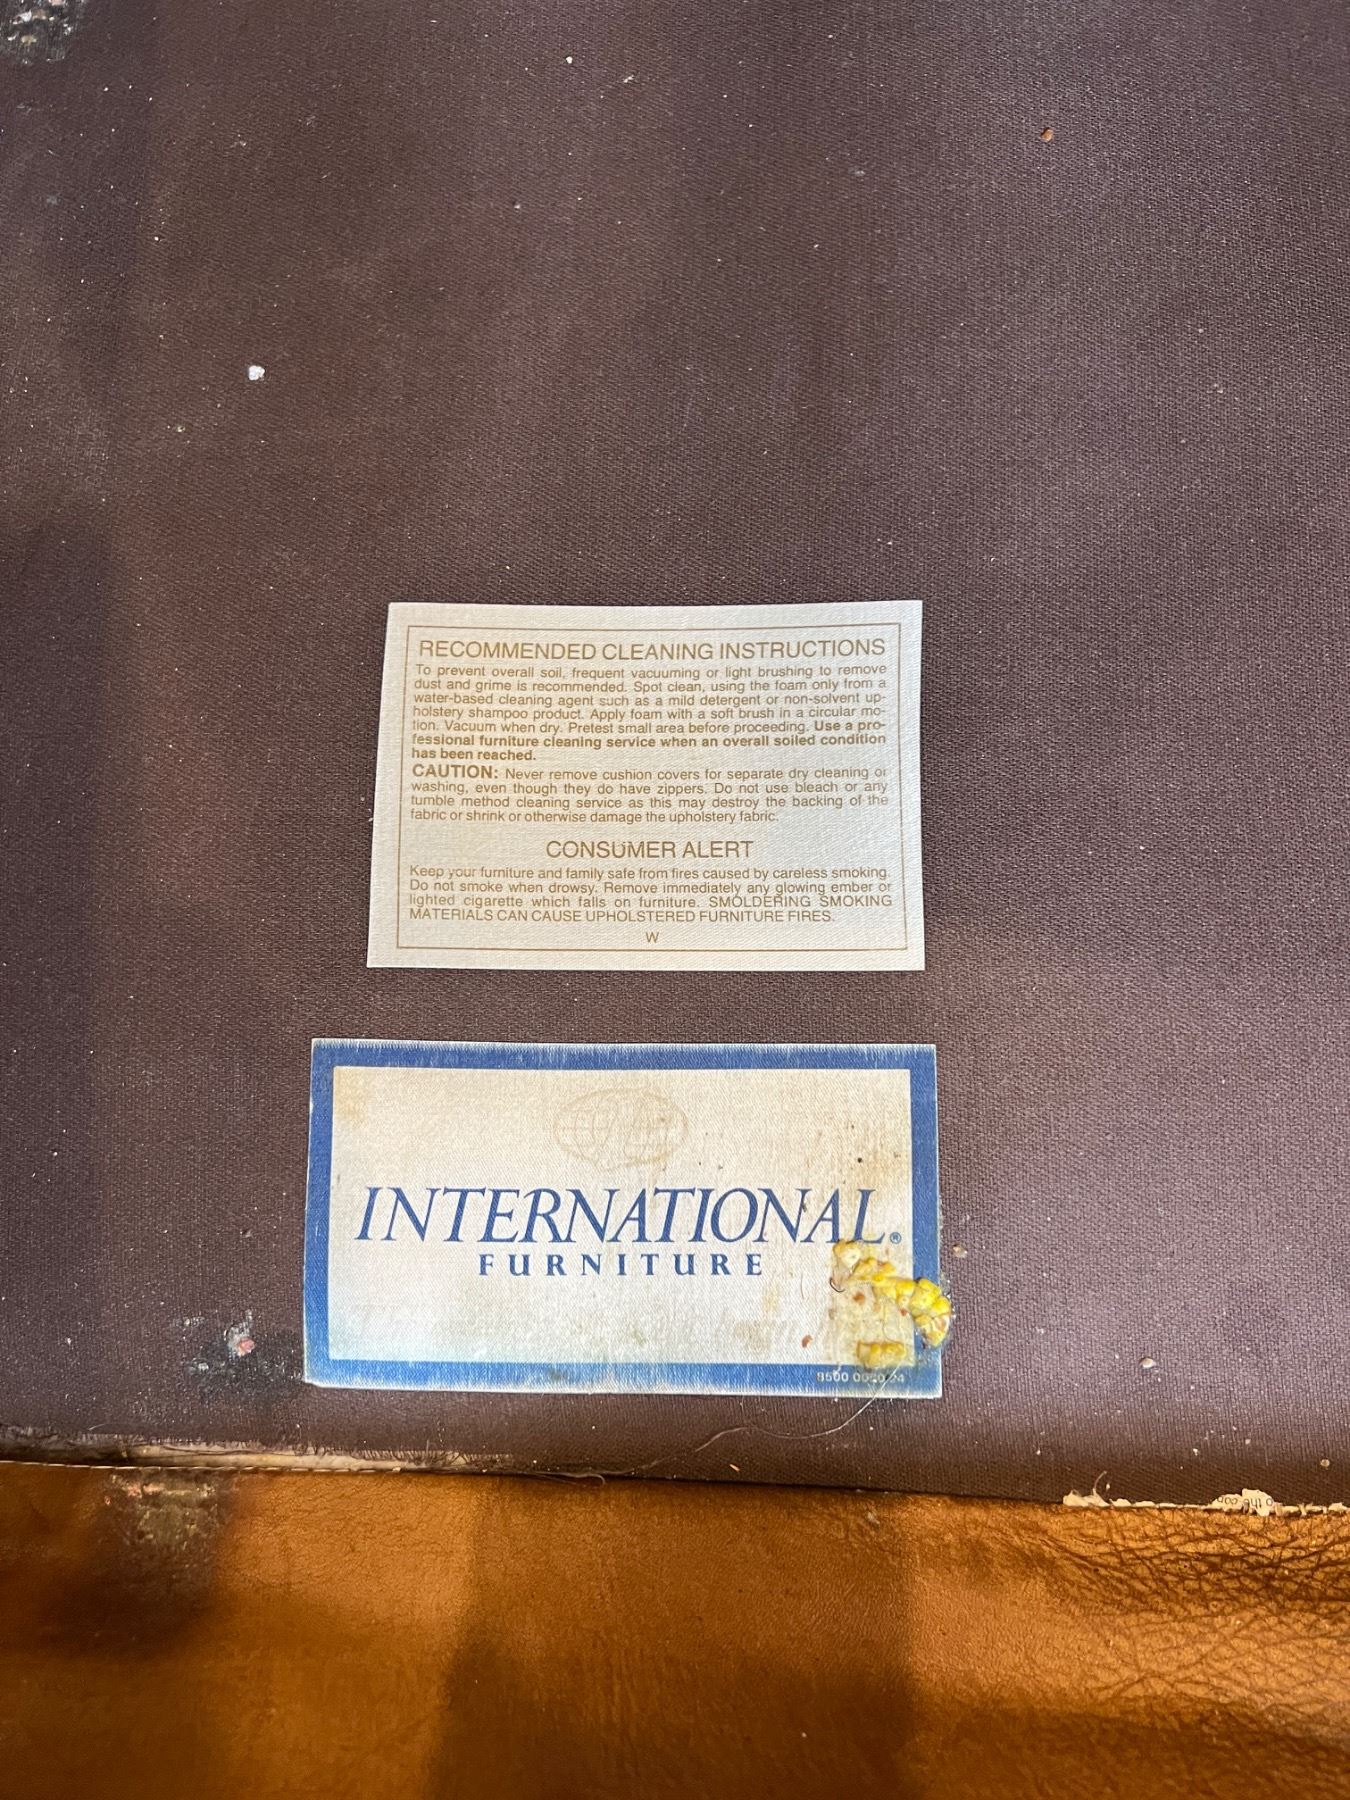 RECOMMENDED CLEANING INSTRUCTIONS
To prevent overall soil, frequent vacuuming or light brushing to remove
dust and grime is recommended. Spot clean, using the foam only from a
water-based cleaning agent such as a mild detergent or non-solvent up-
holstery shampoo product. Apply foam with a soft brush in a circular mo-
tion. Vacuum when dry. Pretest small area before proceeding. Use a pro-
fessional furniture cleaning service when an overall soiled condition
has been reached.
CAUTION: Never remove cushion covers for separate dry cleaning or
washing, even though they do have zippers. Do not use bleach or any
tumble method cleaning service as this may destroy the backing of the
fabric or shrink or otherwise damage the upholstery fabric.
CONSUMER ALERT
Keep your furniture and family safe from fires caused by careless smoking.
Do not smoke when drowsy. Remove immediately any glowing ember or
lighted cigarette which falls on furniture. SMOLDERING SMOKING
MATERIALS CAN CAUSE UPHOLSTERED FURNITURE FIRES.
W
INTERNATIONAL®
FURNITURE